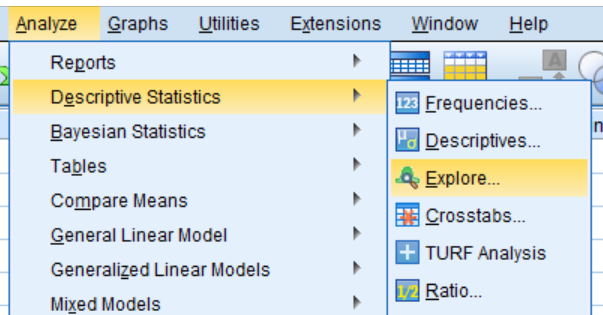 Analyze Graphs Utilities Extensions Window Help
Reports
Descriptive Statistics
Bayesian Statistics
Tables
Compare Means
General Linear Model
Generalized Linear Models
Mixed Models
123 Frequencies...
Descriptives...
Explore...
Crosstabs...
TURF Analysis
1/2 Ratio...
A